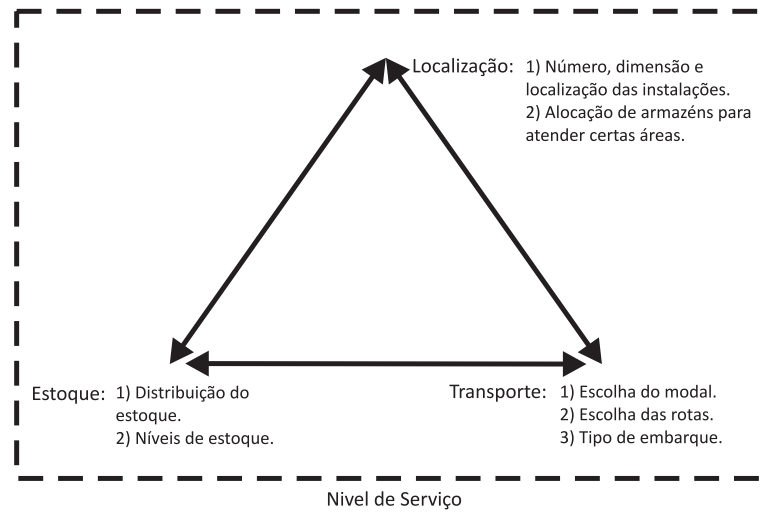 Localização: 1) Número, dimensão e
localização das instalações.
2) Alocação de armazéns para
atender certas áreas.
Estoque: 1) Distribuição do
estoque.
2) Níveis de estoque.
Transporte: 1) Escolha do modal.
2) Escolha das rotas.
3) Tipo de embarque.
Nivel de Serviço